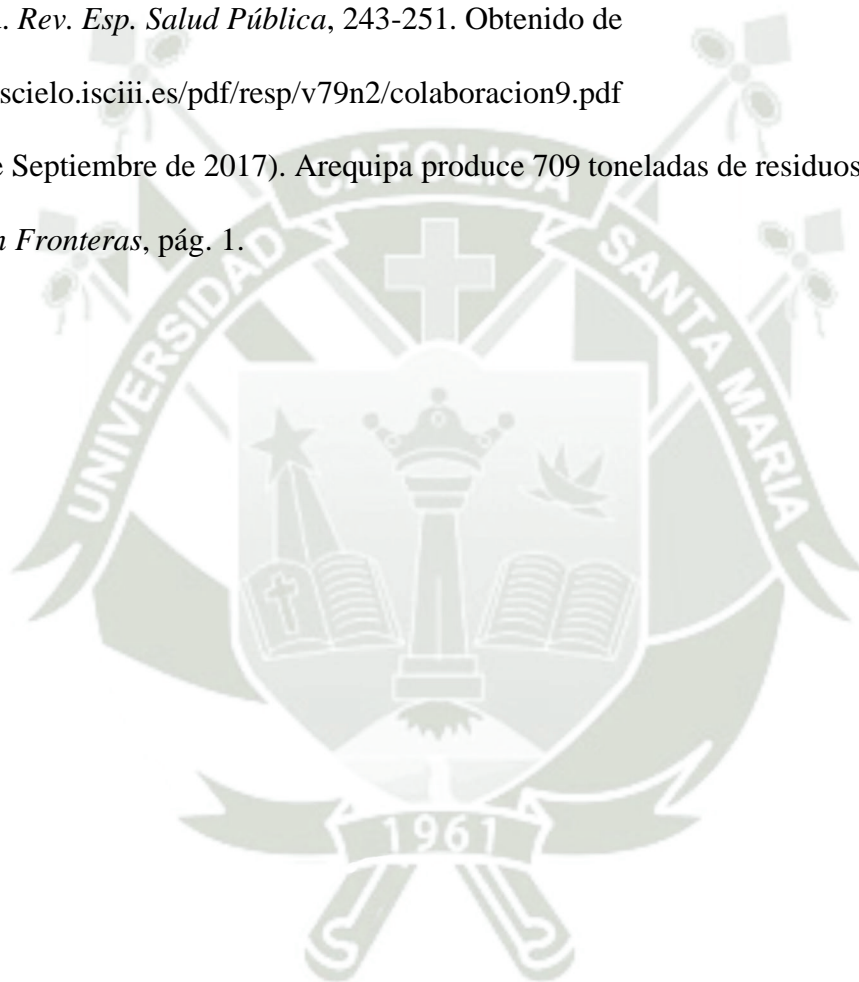 . Rev. Esp. Salud Pública, 243-251. Obtenido de
scielo.isciii.es/pdf/resp/v79n2/colaboracion9.pdf
e Septiembre de 2017). Arequipa produce 709 toneladas de residuos
n Fronteras, pág. 1.
UNIVERSIDAD CATOLICA SANTA MARIA
1961